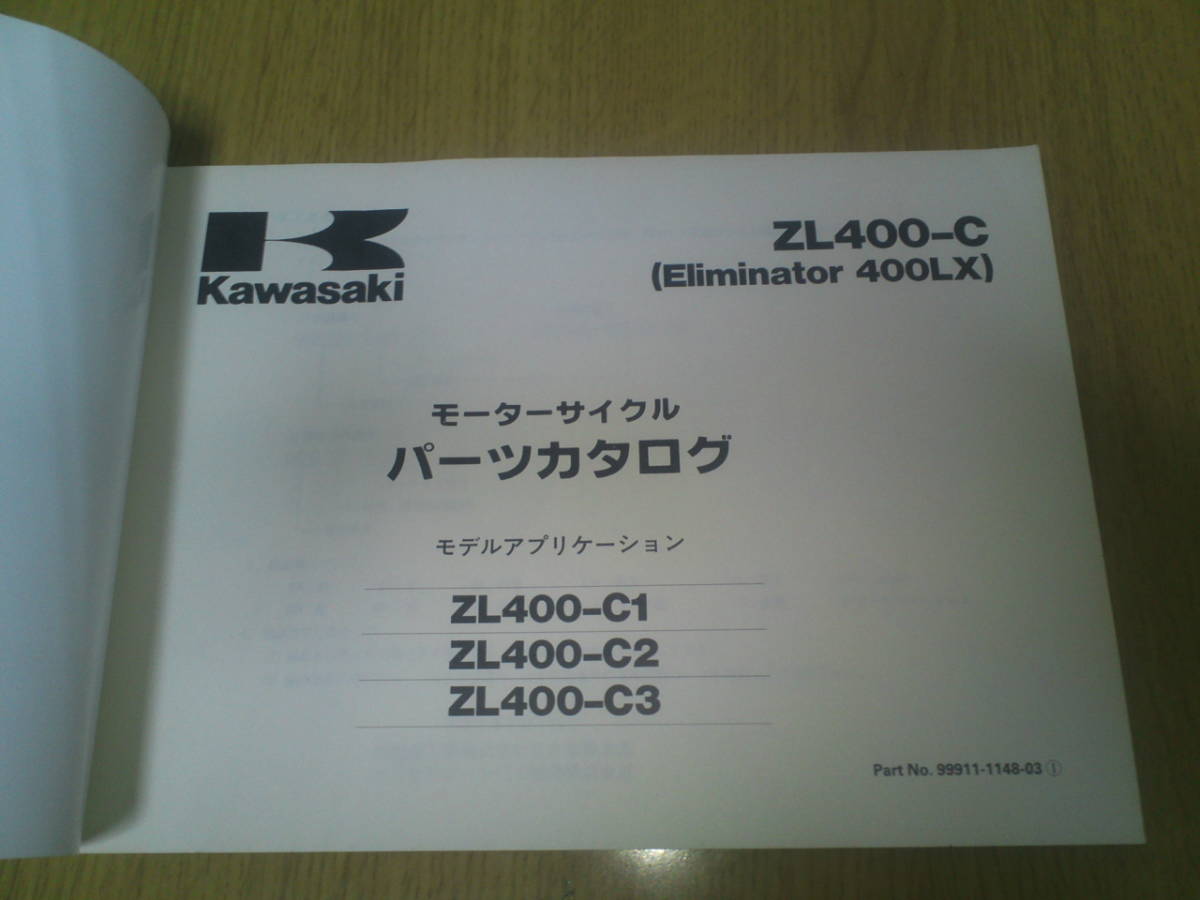 Kawasaki
ZL400-C
(Eliminator 400LX)
モーターサイクル
パーツカタログ
モデルアプリケーション
ZL400-C1
ZL400-C2
ZL400-C3
Part No. 99911-1148-03 ①